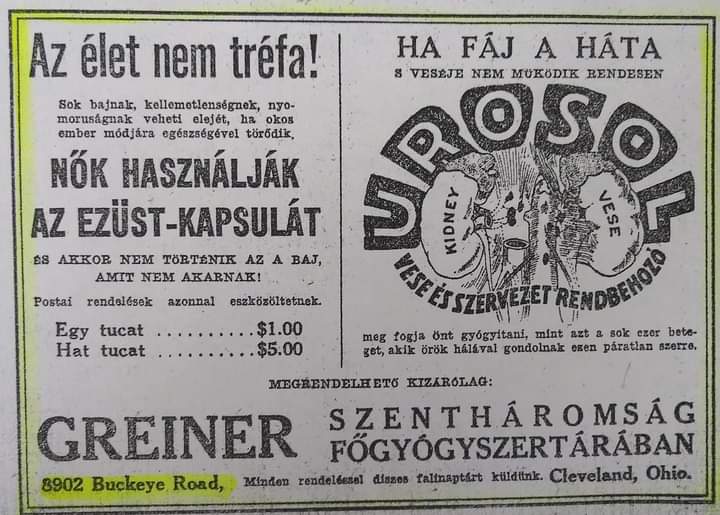 Az élet nem tréfa!
Sok bajnak, kellemetlenségnek, nyo-
moruságnak veheti elejét, ha okos
ember módjára egészségével törődik.
NŐK HASZNÁLJÁK
AZ EZÜST-KAPSULÁT
ÉS AKKOR NEM TÖRTÉNIK AZ A BAJ,
AMIT NEM AKARNAK!
Postai rendelések azonnal eszközöltetnek.
Egy tucat ..........$1.00
Hat tucat ..........$5.00
HA FÁJ A HÁTA
S VESÉJE NEM MŰKÖDIK RENDESEN
UROSOL
KIDNEY
VESE
VESE ÉS SZERVEZET RENDBEHOZÓ
meg fogja önt gyógyitani, mint azt a sok ezer bete-
get, akik örök hálával gondolnak ezen páratlan szerre.
MEGRENDELHETŐ KIZÁRÓLAG:
GREINER
SZENTHÁROMSÁG
FŐGYÓGYSZERTÁRÁBAN
8902 Buckeye Road, Minden rendeléssel diszes falinaptárt küldünk. Cleveland, Ohio.